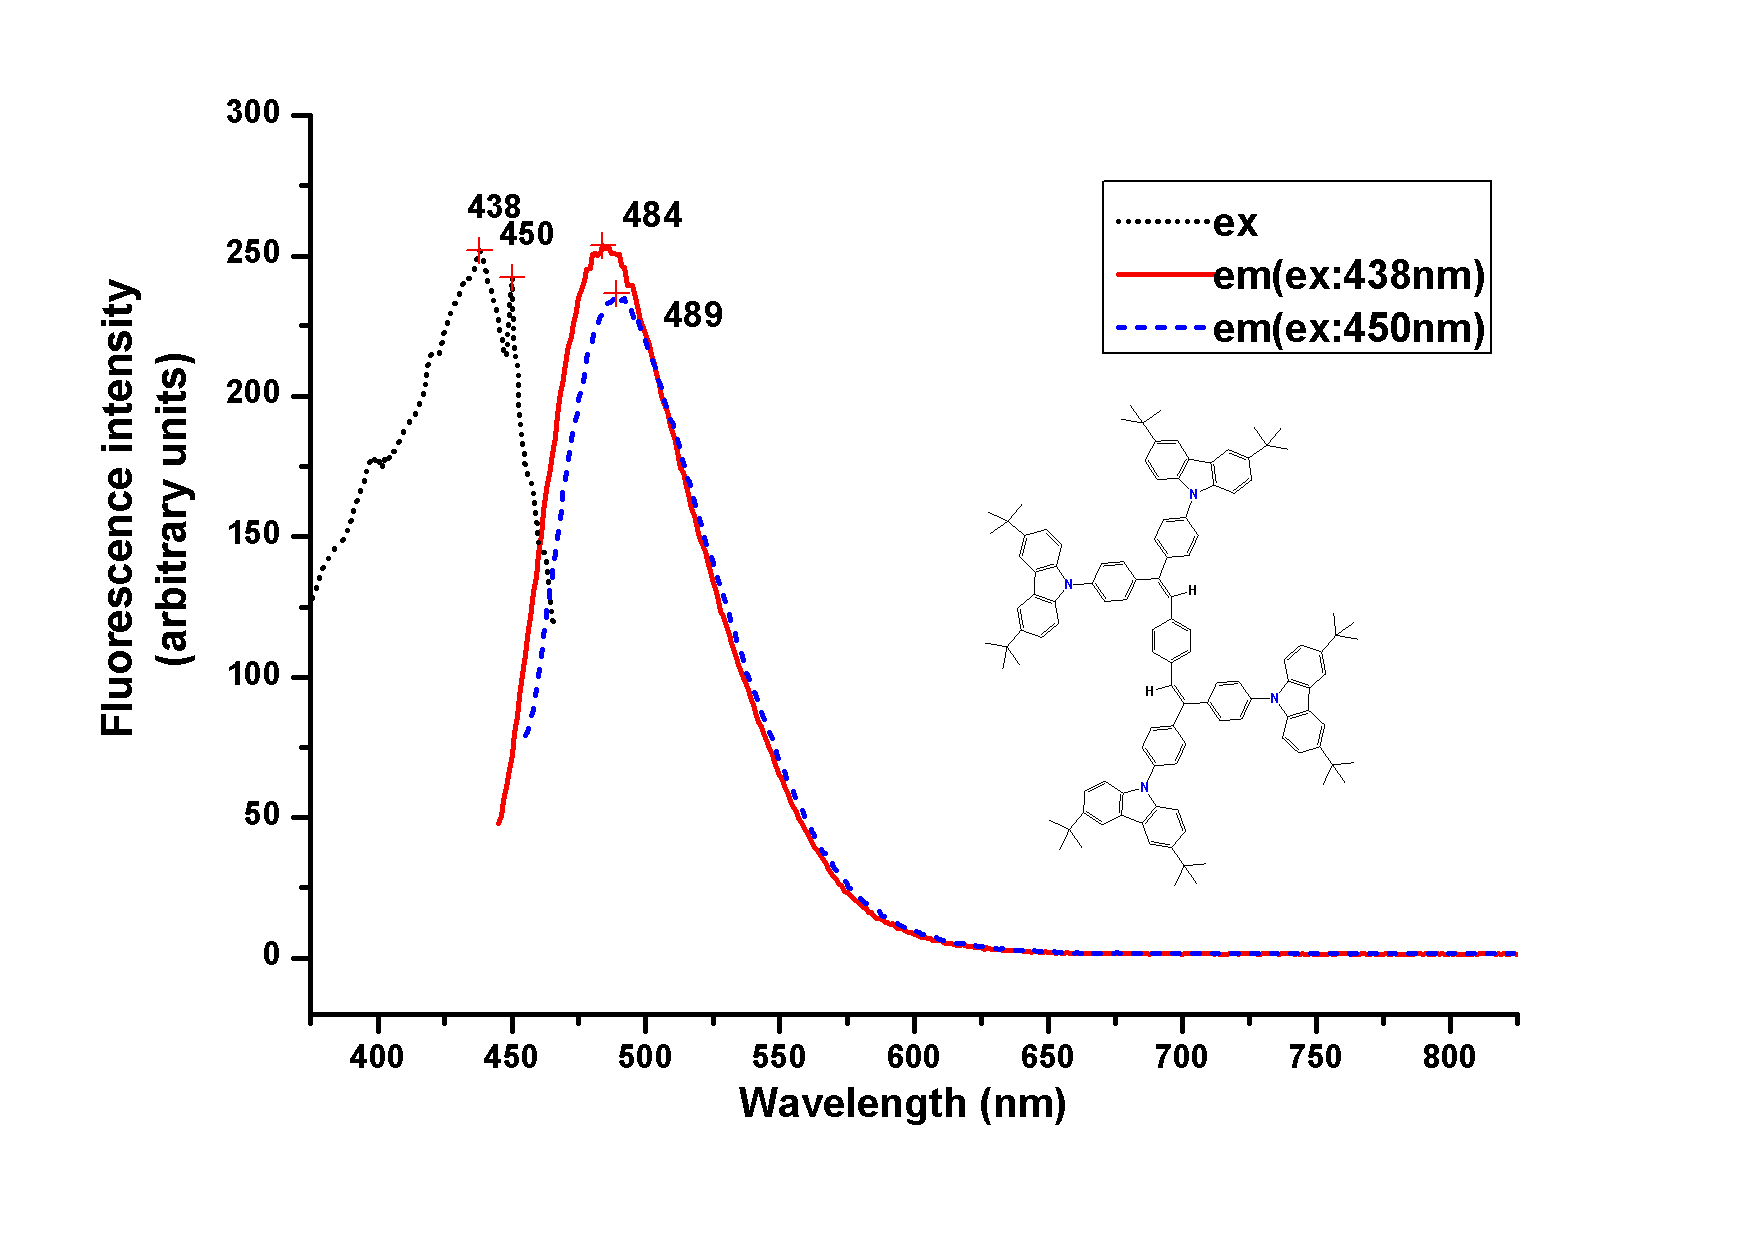 300
250
200
150
100
50
0
Fluorescence intensity
(arbitrary units)
438
450
484
489
ex
em(ex:438nm)
em(ex:450nm)
N
N
H
H
N
N
400 450 500 550 600 650 700 750 800
Wavelength (nm)